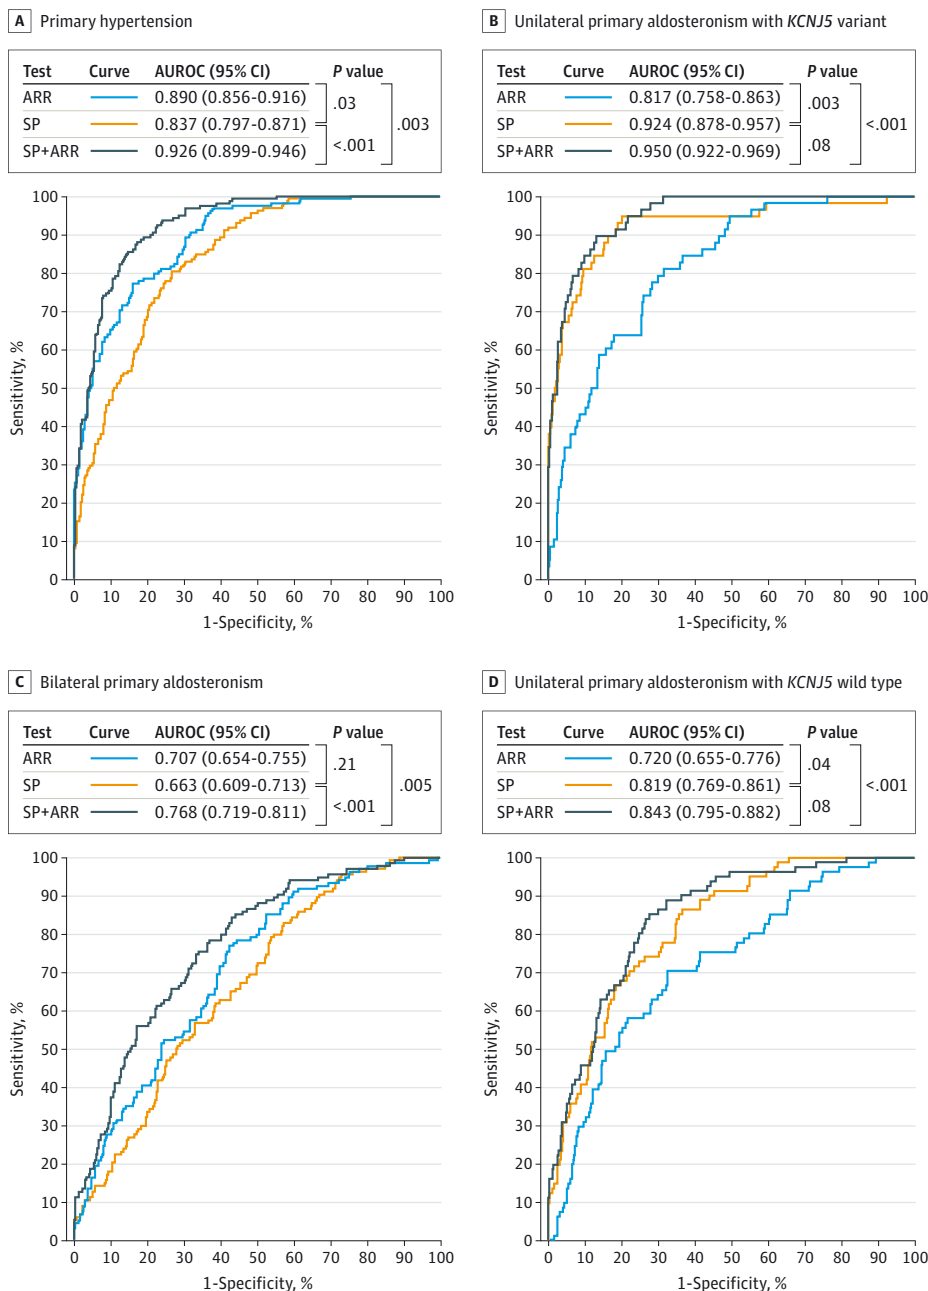 A Primary hypertension
Test Curve AUROC (95% CI) P value
ARR 0.890 (0.856-0.916)
.03
SP 0.837 (0.797-0.871)
.003
<.001
SP+ARR 0.926 (0.899-0.946)
100
90
80
70
60
50
40
30
20
10
0
Sensitivity, %
0 10 20 30 40 50 60 70 80 90 100
1-Specificity, %
B Unilateral primary aldosteronism with KCNJ5 variant
Test Curve AUROC (95% CI) P value
ARR 0.817 (0.758-0.863)
.003
SP 0.924 (0.878-0.957)
<.001
.08
SP+ARR 0.950 (0.922-0.969)
100
90
80
70
60
50
40
30
20
10
0
Sensitivity, %
0 10 20 30 40 50 60 70 80 90 100
1-Specificity, %
C Bilateral primary aldosteronism
Test Curve AUROC (95% CI) P value
ARR 0.707 (0.654-0.755)
.21
SP 0.663 (0.609-0.713)
.005
<.001
SP+ARR 0.768 (0.719-0.811)
100
90
80
70
60
50
40
30
20
10
0
Sensitivity, %
0 10 20 30 40 50 60 70 80 90 100
1-Specificity, %
D Unilateral primary aldosteronism with KCNJ5 wild type
Test Curve AUROC (95% CI) P value
ARR 0.720 (0.655-0.776)
.04
SP 0.819 (0.769-0.861)
<.001
.08
SP+ARR 0.843 (0.795-0.882)
100
90
80
70
60
50
40
30
20
10
0
Sensitivity, %
0 10 20 30 40 50 60 70 80 90 100
1-Specificity, %